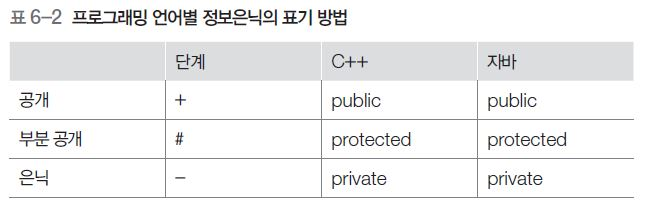 표 6-2 프로그래밍 언어별 정보은닉의 표기 방법
단계 C++ 자바
공개 + public public
부분 공개 # protected protected
은닉 − private private